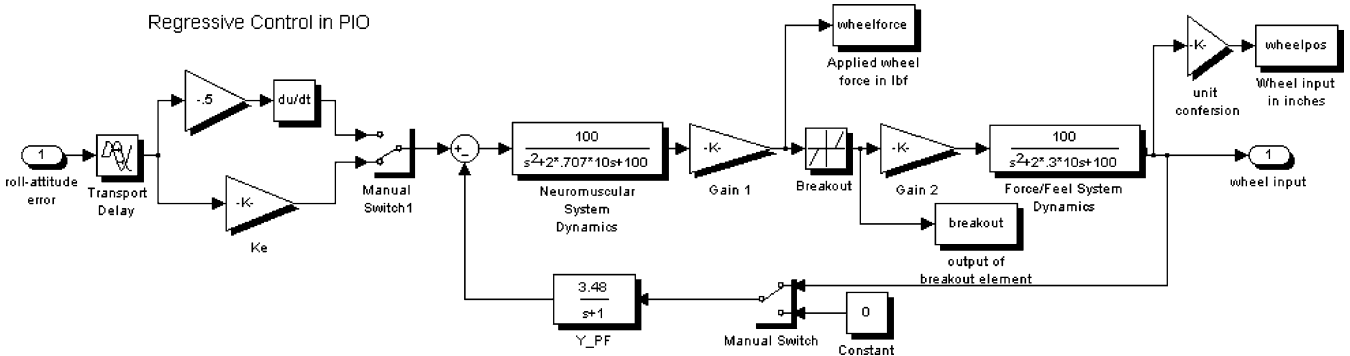 Regressive Control in PIO
wheelforce
Applied wheel
force in lbf
-K-
wheelpos
unit
confersion
Wheel input
in inches
-.5
du/dt
1
roll-attitude
error
Transport
Delay
-K-
Ke
Manual
Switch1
+
-
100
s²+2*.707*10s+100
Neuromuscular
System
Dynamics
-K-
Gain 1
Breakout
-K-
Gain 2
100
s²+2*.3*10s+100
Force/Feel System
Dynamics
1
wheel input
breakout
output of
breakout element
3.48
s+1
Y_PF
Manual Switch
0
Constant